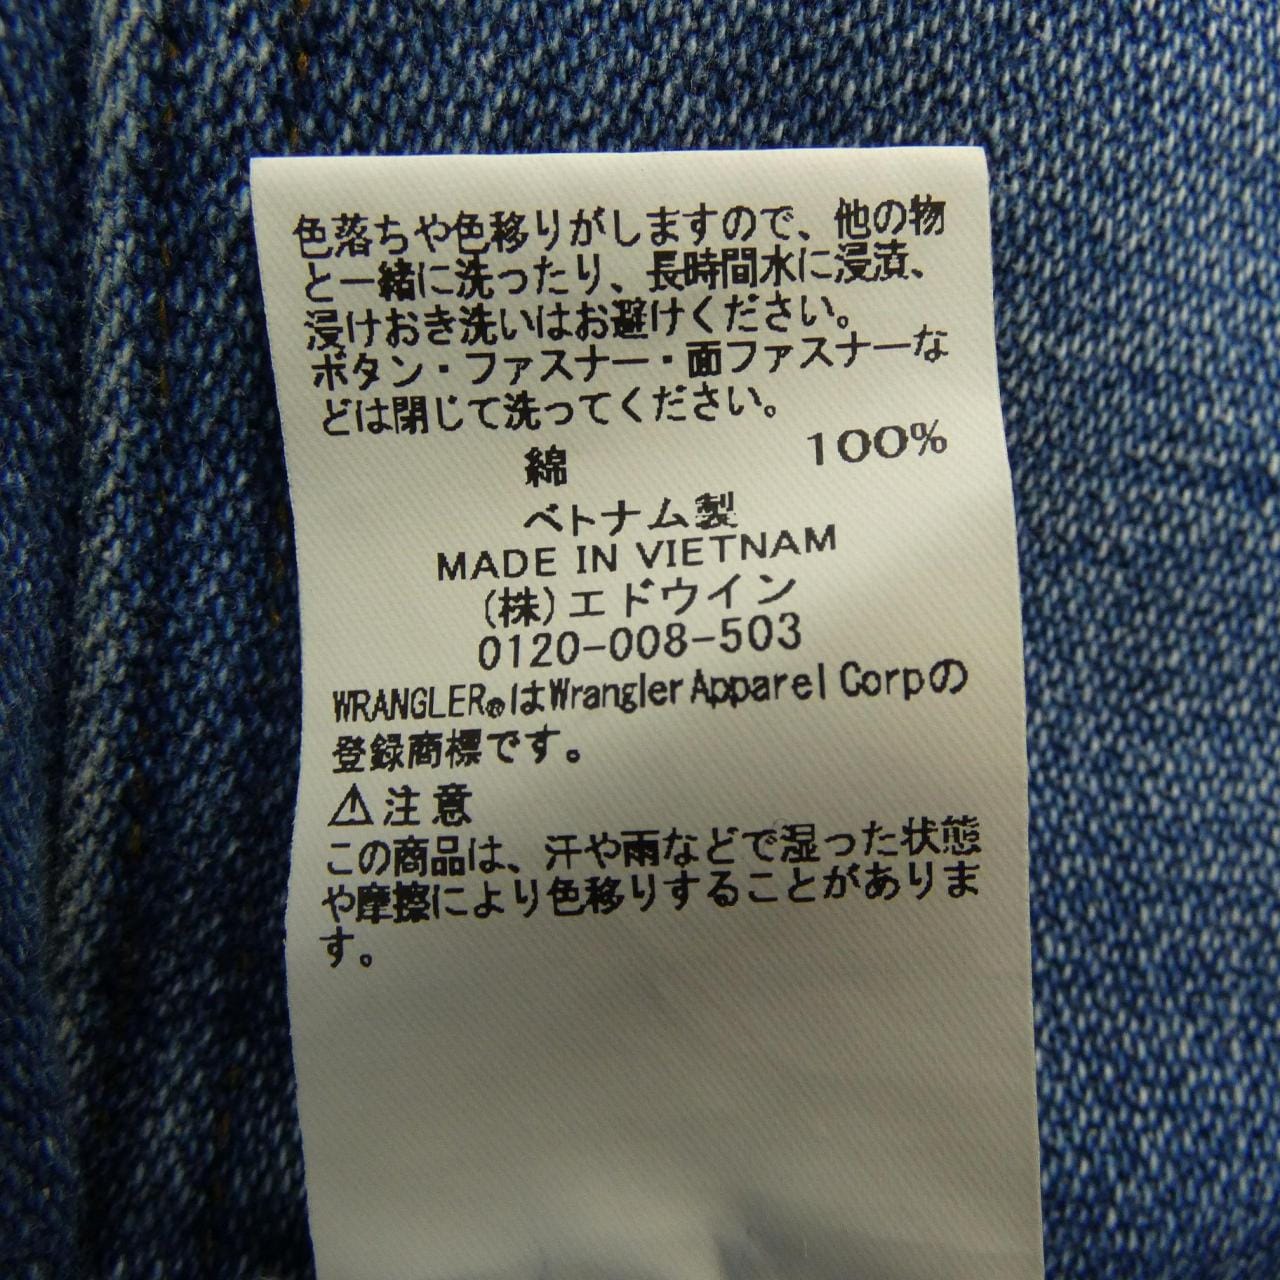 色落ちや色移りがしますので、他の物
と一緒に洗ったり、長時間水に浸漬、
浸けおき洗いはお避けください。
ボタン・ファスナー・面ファスナーな
どは閉じて洗ってください。
綿 100%
ベトナム製
MADE IN VIETNAM
(株)エドウイン
0120-008-503
WRANGLER®はWrangler Apparel Corpの
登録商標です。
⚠注意
この商品は、汗や雨などで湿った状態
や摩擦により色移りすることがありま
す。